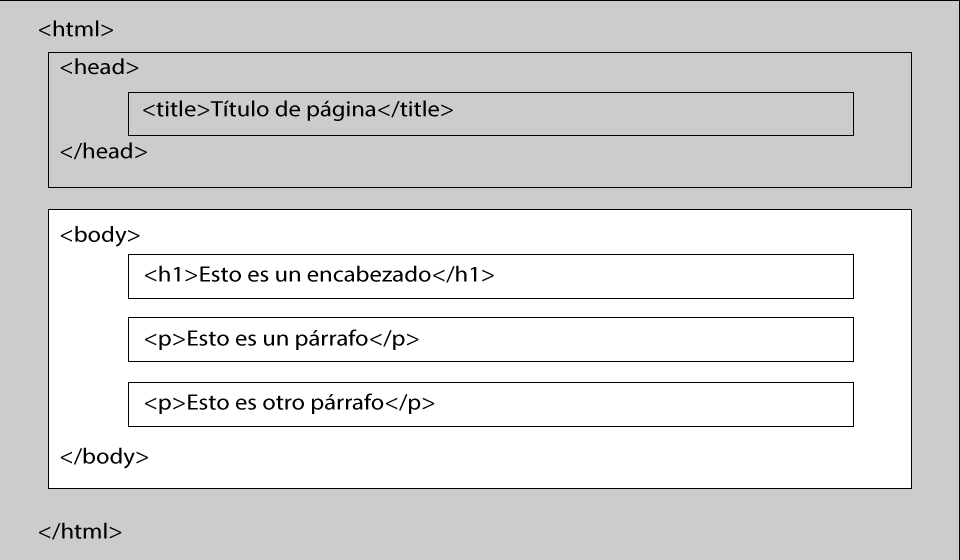 <html>
<head>
<title>Título de página</title>
</head>
<body>
<h1>Esto es un encabezado</h1>
<p>Esto es un párrafo</p>
<p>Esto es otro párrafo</p>
</body>
</html>